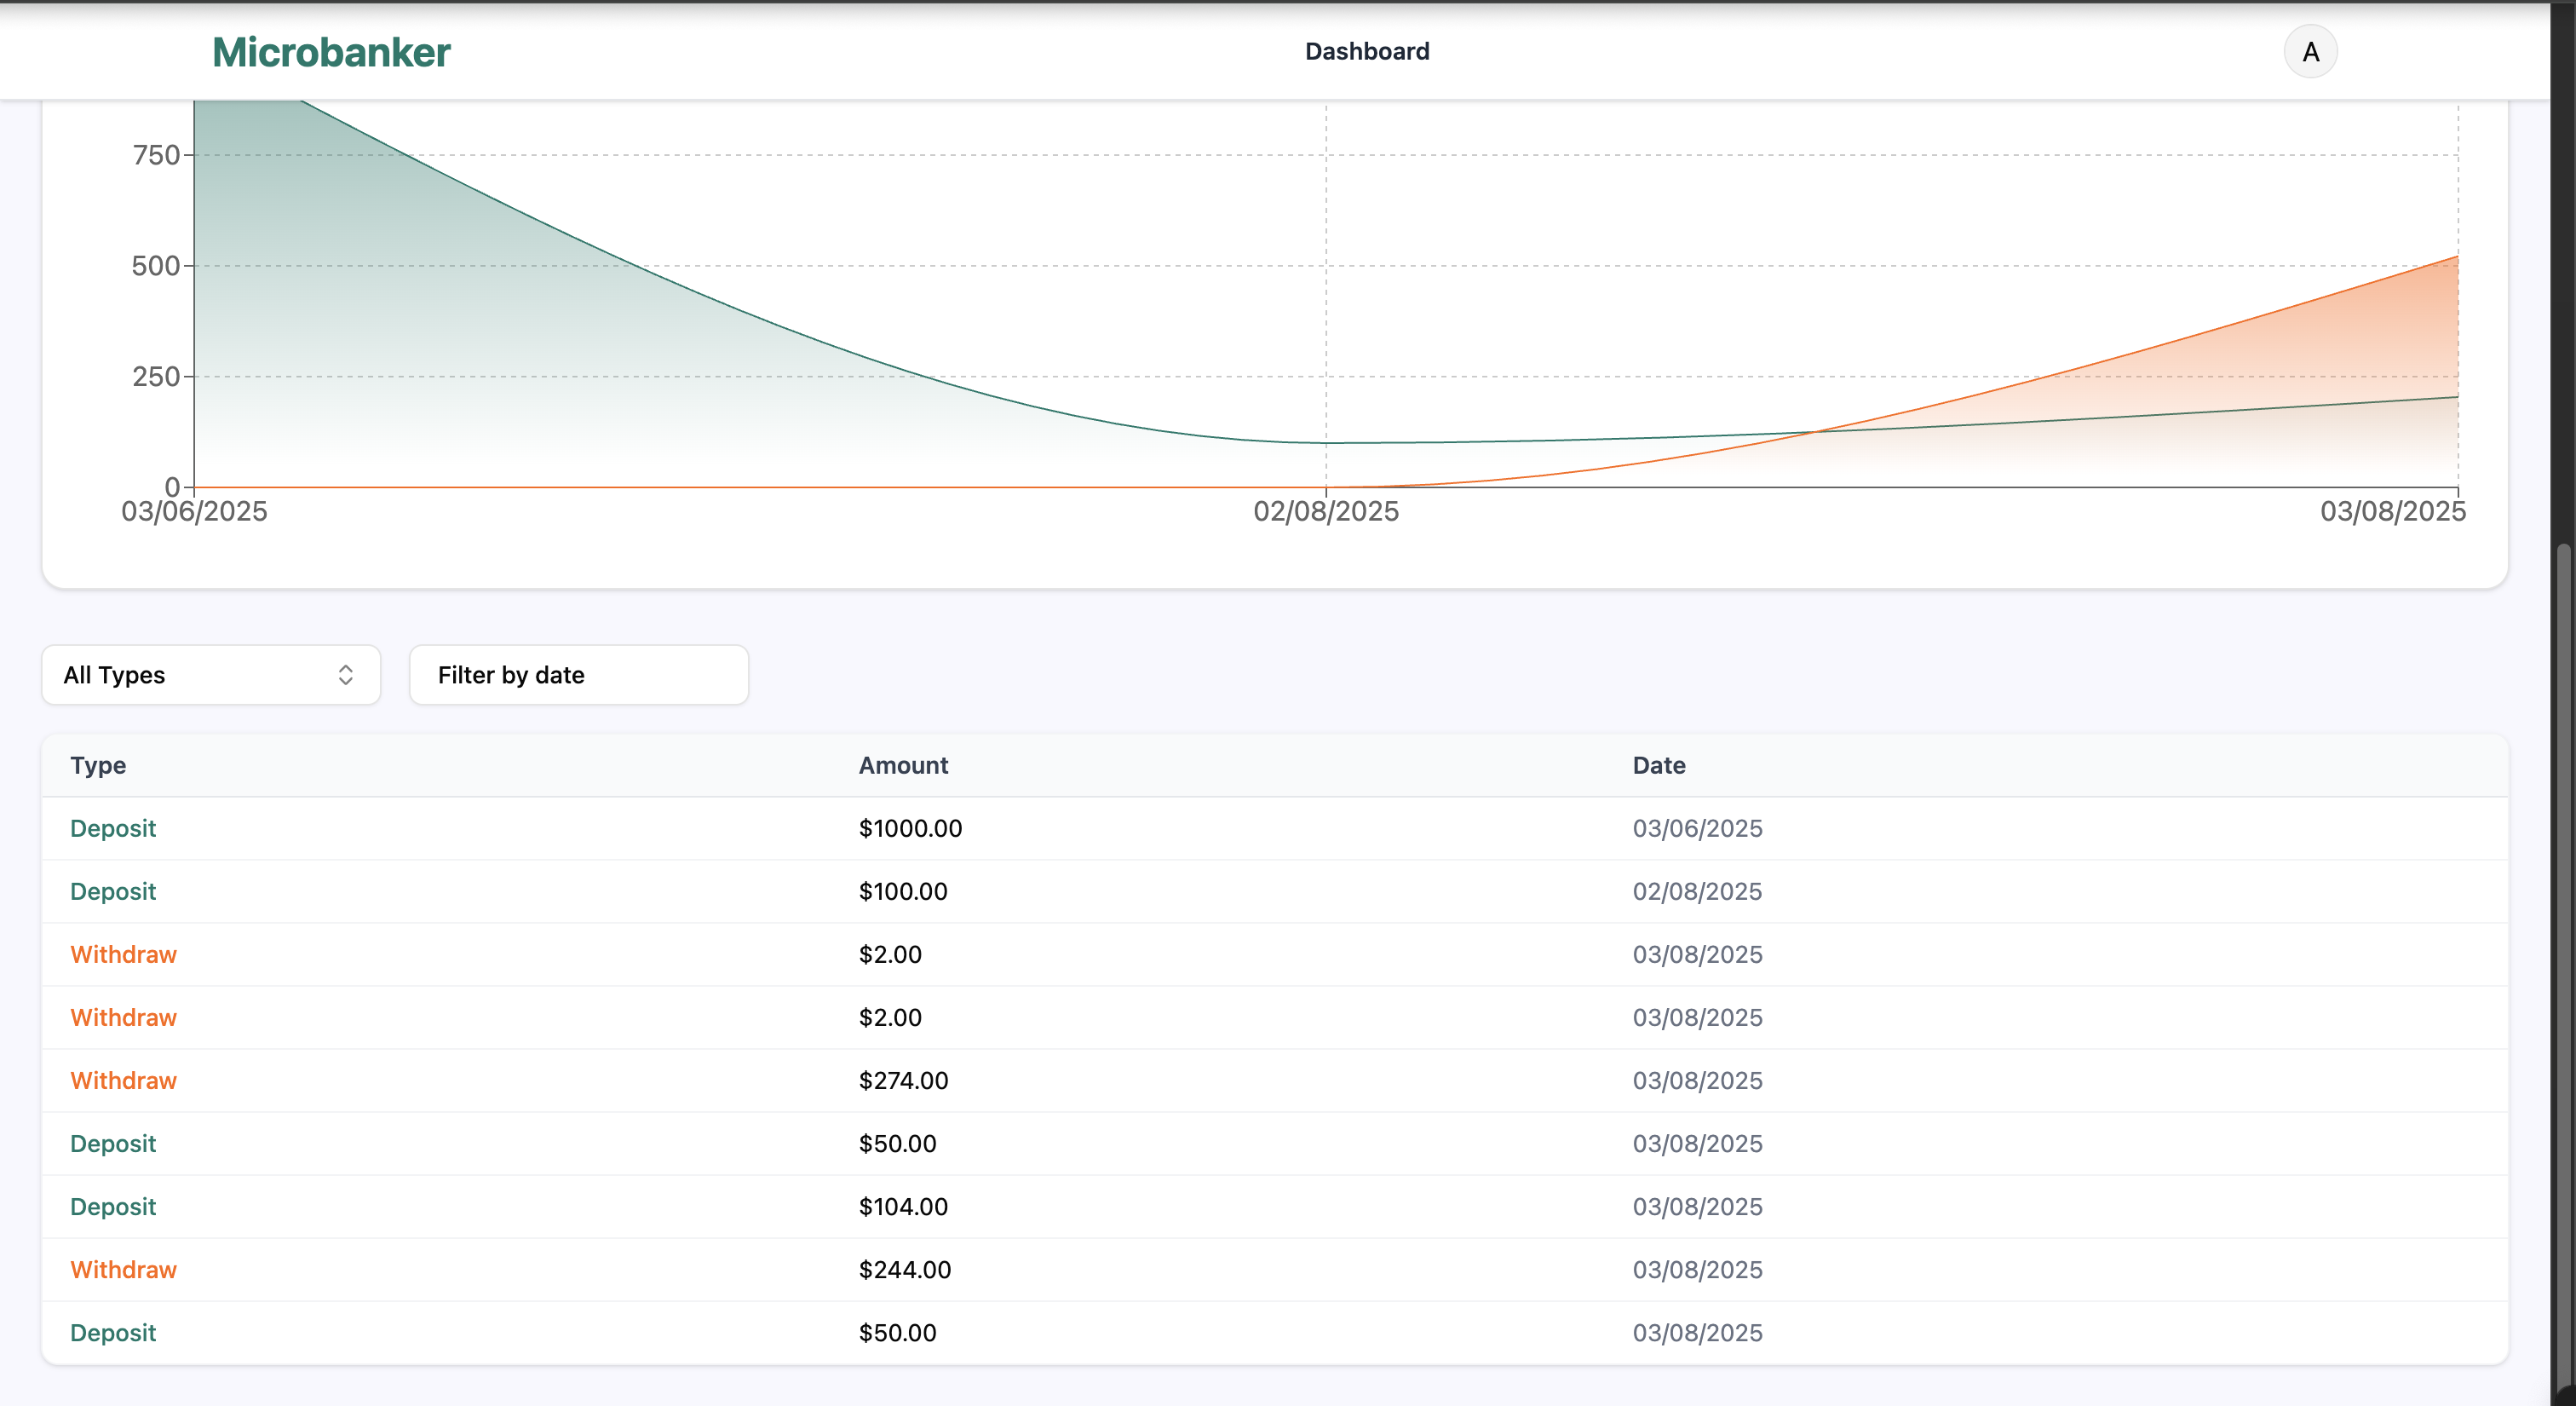 Microbanker Dashboard A
750
500
250
0
03/06/2025 02/08/2025 03/08/2025
All Types Filter by date
Type Amount Date
Deposit $1000.00 03/06/2025
Deposit $100.00 02/08/2025
Withdraw $2.00 03/08/2025
Withdraw $2.00 03/08/2025
Withdraw $274.00 03/08/2025
Deposit $50.00 03/08/2025
Deposit $104.00 03/08/2025
Withdraw $244.00 03/08/2025
Deposit $50.00 03/08/2025